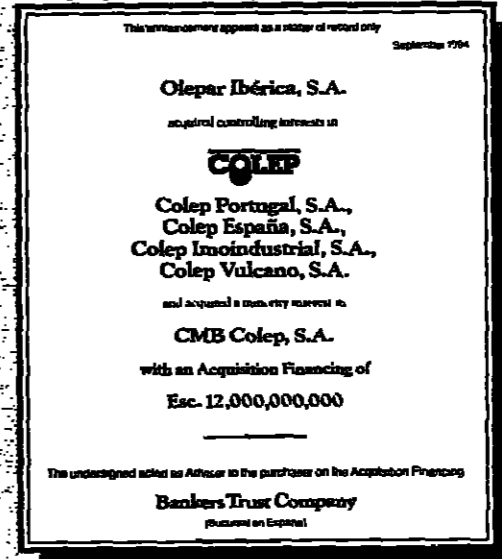 This announcement appears as a matter of record only
September 1994
Olepar Ibérica, S.A.
acquired controlling interests in
COLEP
Colep Portugal, S.A.,
Colep España, S.A.,
Colep Imoindustrial, S.A.,
Colep Vulcano, S.A.
and acquired a minority interest in
CMB Colep, S.A.
with an Acquisition Financing of
Esc. 12,000,000,000
The undersigned acted as Adviser to the purchaser on the Acquisition Financing
Bankers Trust Company
(Sucursal en España)